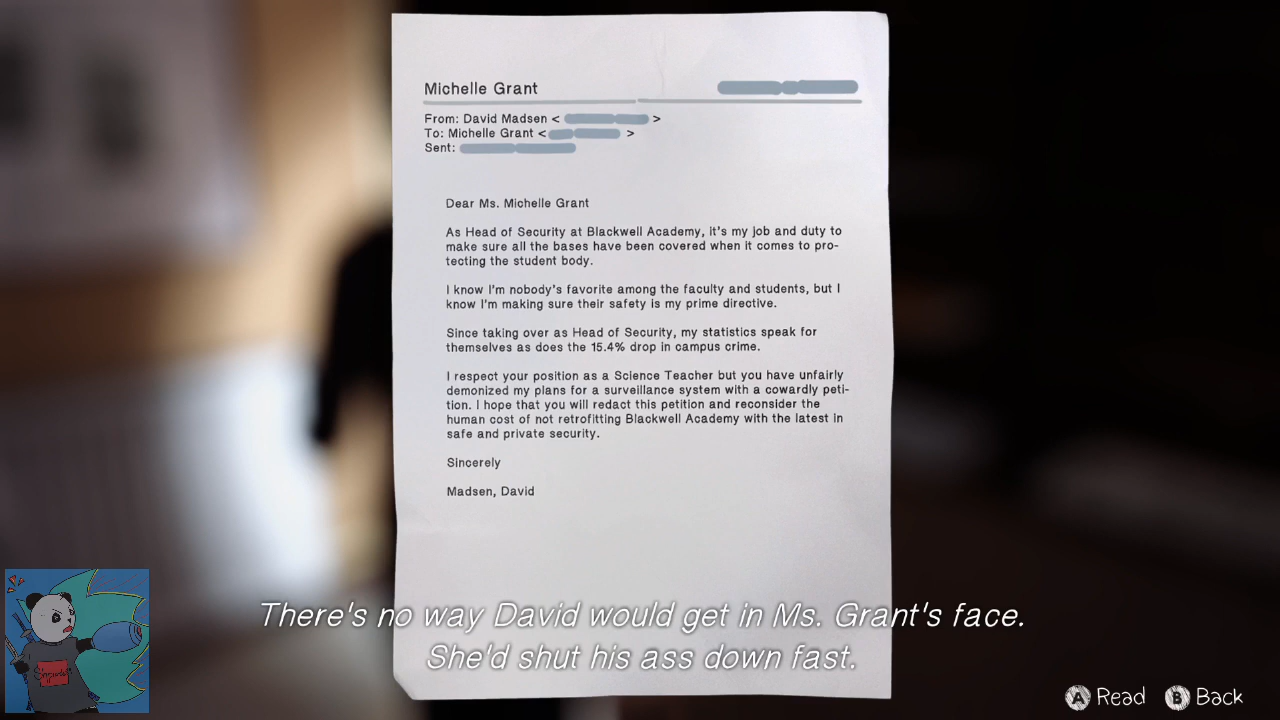 Michelle Grant
From: David Madsen < >
To: Michelle Grant < >
Sent:
Dear Ms. Michelle Grant
As Head of Security at Blackwell Academy, it's my job and duty to
make sure all the bases have been covered when it comes to pro-
tecting the student body.
I know I'm nobody's favorite among the faculty and students, but I
know I'm making sure their safety is my prime directive.
Since taking over as Head of Security, my statistics speak for
themselves as does the 15.4% drop in campus crime.
I respect your position as a Science Teacher but you have unfairly
demonized my plans for a surveillance system with a cowardly peti-
tion. I hope that you will redact this petition and reconsider the
human cost of not retrofitting Blackwell Academy with the latest in
safe and private security.
Sincerely
Madsen, David
There's no way David would get in Ms. Grant's face.
She'd shut his ass down fast.
A Read B Back